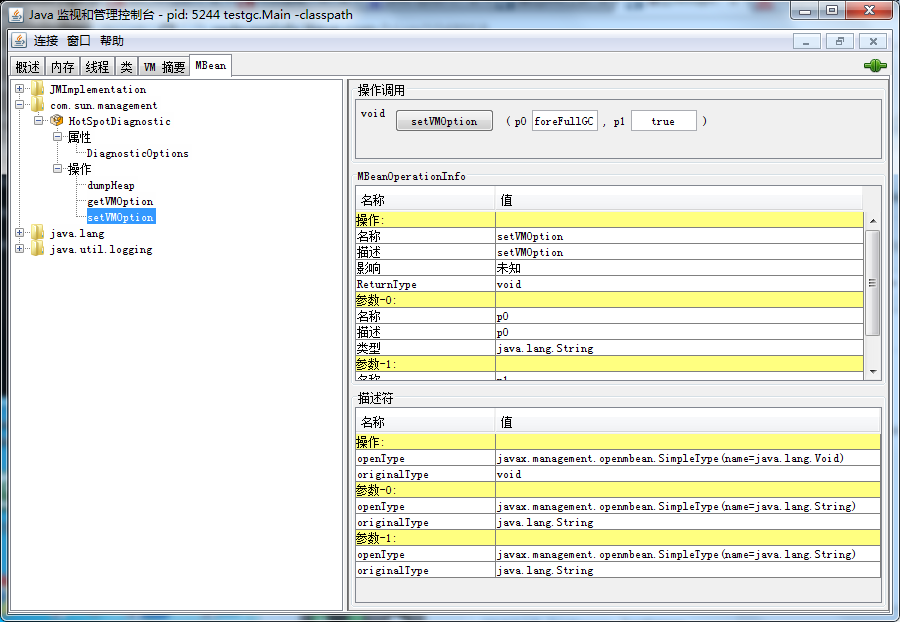 Java 监视和管理控制台 - pid: 5244 testgc.Main -classpath
连接 窗口 帮助
概述 内存 线程 类 VM 摘要 MBean
JMImplementation
com.sun.management
HotSpotDiagnostic
属性
DiagnosticOptions
操作
dumpHeap
getVMOption
setVMOption
java.lang
java.util.logging
操作调用
void setVMOption ( p0 foreFullGC , p1 true )
MBeanOperationInfo
名称 值
操作:
名称 setVMOption
描述 setVMOption
影响 未知
ReturnType void
参数-0:
名称 p0
描述 p0
类型 java.lang.String
参数-1:
描述符
名称 值
操作:
openType javax.management.openmbean.SimpleType(name=java.lang.Void)
originalType void
参数-0:
openType javax.management.openmbean.SimpleType(name=java.lang.String)
originalType java.lang.String
参数-1:
openType javax.management.openmbean.SimpleType(name=java.lang.String)
originalType java.lang.String